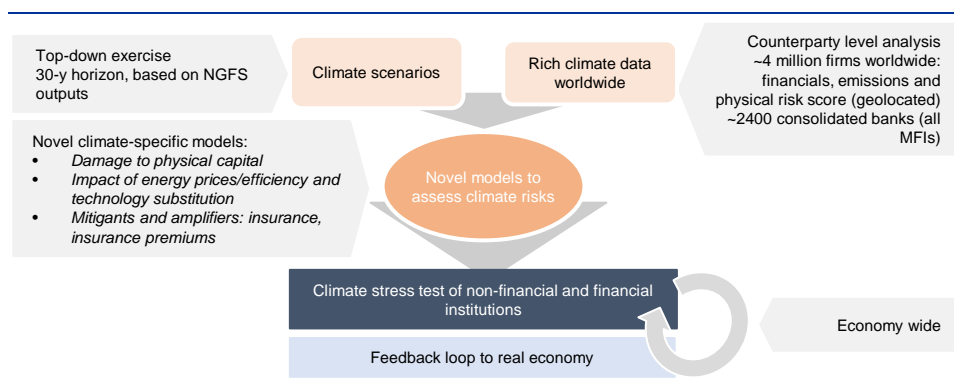 Top-down exercise
30-y horizon, based on NGFS
outputs
Climate scenarios
Rich climate data
worldwide
Counterparty level analysis
~4 million firms worldwide:
financials, emissions and
physical risk score (geolocated)
~2400 consolidated banks (all
MFIs)
Novel climate-specific models:
• Damage to physical capital
• Impact of energy prices/efficiency and
technology substitution
• Mitigants and amplifiers: insurance,
insurance premiums
Novel models to
assess climate risks
Climate stress test of non-financial and financial
institutions
Economy wide
Feedback loop to real economy